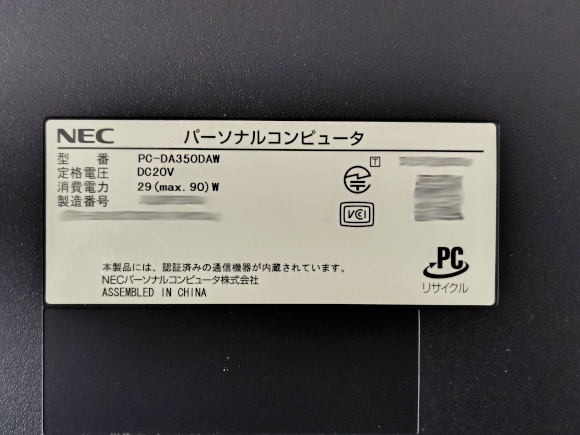 NEC パーソナルコンピュータ
型 番 PC-DA350DAW
定格電圧 DC20V
消費電力 29(max.90)W
製造番号
T
VCI
本製品には、認証済みの通信機器が内蔵されています。
NECパーソナルコンピュータ株式会社
ASSEMBLED IN CHINA
PC
リサイクル